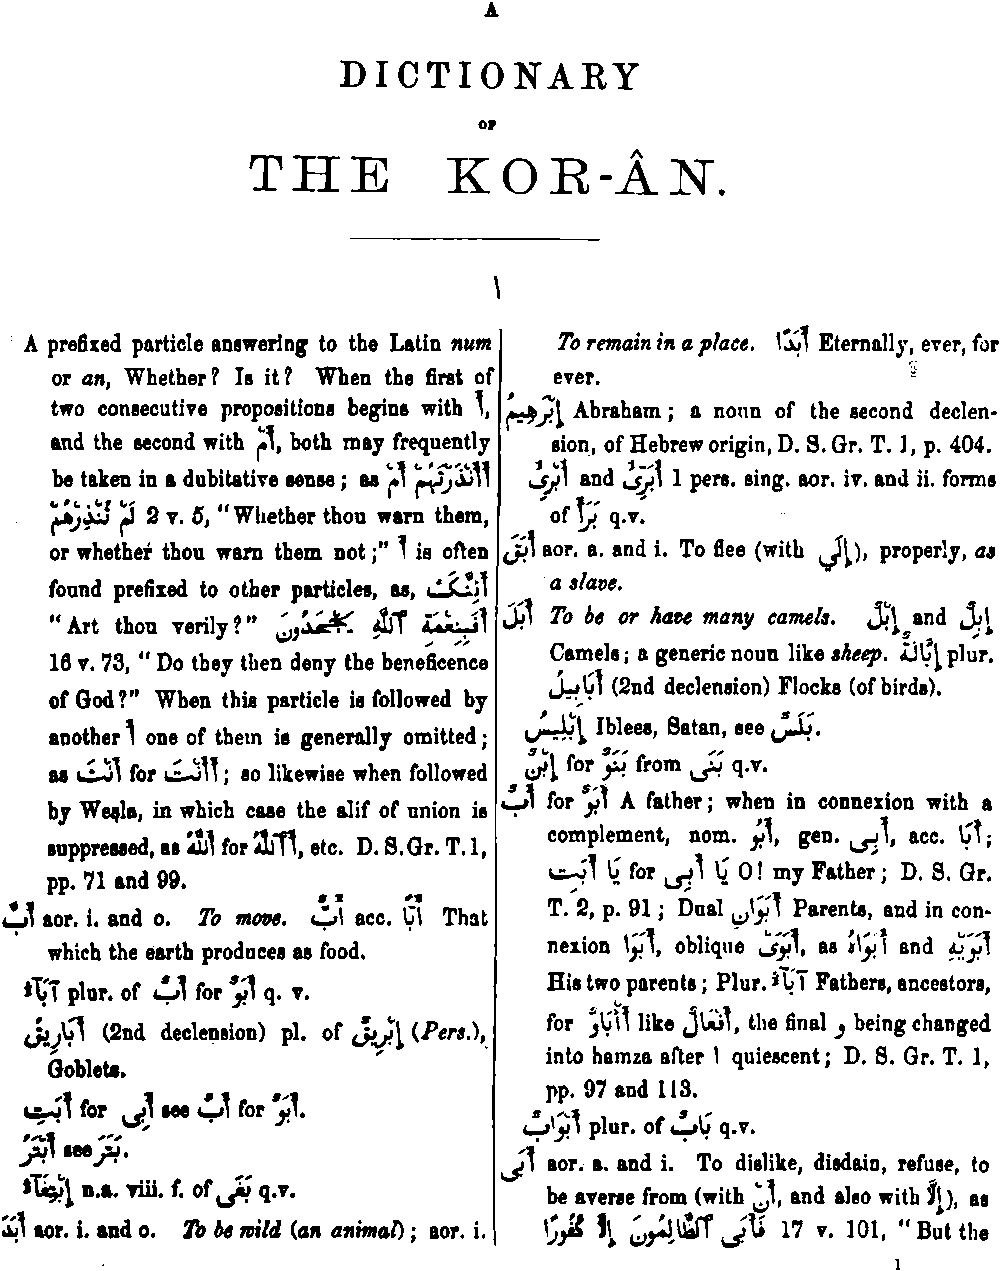 A
DICTIONARY
OF
THE KOR-ÂN.
ا
A prefixed particle answering to the Latin num
or an, Whether? Is it? When the first of
two consecutive propositions begins with أَ,
and the second with أَمْ, both may frequently
be taken in a dubitative sense; as أَأَنْذَرْتَهُمْ أَمْ
لَمْ تُنْذِرْهُمْ 2 v. 5, "Whether thou warn them,
or whether thou warn them not;" أَ is often
found prefixed to other particles, as, أَئِنَّكَ
"Art thou verily?" أَفَبِنِعْمَةِ ٱللّٰهِ يَجْحَدُونَ
16 v. 73, "Do they then deny the beneficence
of God?" When this particle is followed by
another أَ one of them is generally omitted;
as أَنْتَ for أَأَنْتَ; so likewise when followed
by Weṣla, in which case the alif of union is
suppressed, as أَللّٰهُ for أَٱللّٰهُ, etc. D. S. Gr. T. 1,
pp. 71 and 99.
أَبَّ aor. i. and o. To move. أَبٌّ acc. أَبًّا That
which the earth produces as food.
آبَاءٌ plur. of أَبٌ for أَبَوٌ q. v.
أَبَارِيقُ (2nd declension) pl. of إِبْرِيقٌ (Pers.),
Goblets.
أَبَتِ for أَبِي see أَبٌ for أَبَوٌ.
أَبْتَرُ see بَتَرَ.
إِبْتِغَاءٌ n.a. viii. f. of بَغَى q.v.
أَبَدَ aor. i. and o. To be wild (an animal); aor. i.
To remain in a place. أَبَدًا Eternally, ever, for
ever.
إِبْرٰهِيمُ Abraham; a noun of the second declen-
sion, of Hebrew origin, D. S. Gr. T. 1, p. 404.
أُبْرِئُ and أُبَرِّئُ 1 pers. sing. aor. iv. and ii. forms
of بَرَأَ q.v.
أَبَقَ aor. a. and i. To flee (with إِلَى), properly, as
a slave.
أَبَلَ To be or have many camels. إِبْلٌ and إِبِلٌ
Camels; a generic noun like sheep. إِبَّالَةٌ plur.
أَبَابِيلُ (2nd declension) Flocks (of birds).
إِبْلِيسُ Iblees, Satan, see بَلَسَ.
إِبْنٌ for بَنَوٌ from بَنَى q.v.
أَبٌ for أَبَوٌ A father; when in connexion with a
complement, nom. أَبُو, gen. أَبِي, acc. أَبَا;
يَا أَبَتِ for يَا أَبِي O! my Father; D. S. Gr.
T. 2, p. 91; Dual أَبَوَانِ Parents, and in con-
nexion أَبَوَا, oblique أَبَوَيْ, as أَبَوَاهُ and أَبَوَيْهِ
His two parents; Plur. آبَاءٌ Fathers, ancestors,
for أَأْبَاوٌ like أَفْعَالٌ, the final و being changed
into hamza after ا quiescent; D. S. Gr. T. 1,
pp. 97 and 113.
أَبْوَابٌ plur. of بَابٌ q.v.
أَبَى aor. a. and i. To dislike, disdain, refuse, to
be averse from (with أَنْ, and also with إِلَّا), as
فَأَبَى ٱلظَّالِمُونَ إِلَّا كُفُورًا 17 v. 101, "But the
1